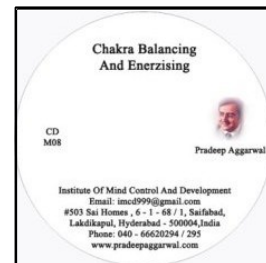 Chakra Balancing
And Enerzising
CD
M08
Pradeep Aggarwal
Institute Of Mind Control And Development
Email: imcd999@gmail.com
#503 Sai Homes , 6 - 1 - 68 / 1, Saifabad,
Lakdikapul, Hyderabad - 500004,India
Phone: 040 - 66620294 / 295
www.pradeepaggarwal.com